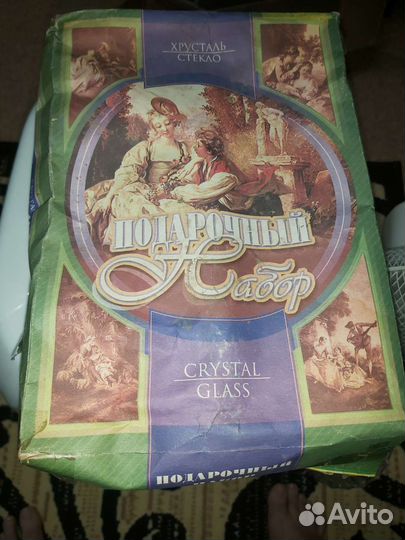 ХРУСТАЛЬ
СТЕКЛО
ПОДАРОЧНЫЙ
Набор
CRYSTAL
GLASS
ПОДАРОЧНЫЙ
Avito